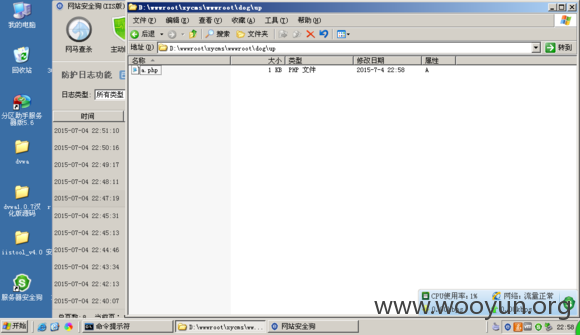 我的电脑
回收站
分区助手服务
器版5.6
dvwa
dvwa1.0.7汉
化版源码
服务器安全狗
网站安全狗(IIS版)
网马查杀
主动
防护日志功能
日志类型: 所有类型
时间
2015-07-04 22:51:10
2015-07-04 22:50:16
2015-07-04 22:49:17
2015-07-04 22:48:11
2015-07-04 22:47:19
2015-07-04 22:45:31
2015-07-04 22:45:13
2015-07-04 22:44:46
2015-07-04 22:43:34
2015-07-04 22:42:13
2015-07-04 22:40:07
D:\wwwroot\xycms\wwwroot\dog\up
文件(F) 编辑(E) 查看(V) 收藏(A) 工具(T) 帮助(H)
后退 搜索 文件夹
地址(D) D:\wwwroot\xycms\wwwroot\dog\up 转到
名称 大小 类型 修改日期 属性
a.php 1 KB PHP 文件 2015-7-4 22:58 A
CPU使用率:1% 网络:流量正常
www.wooyun.org
开始 命令提示符 D:\wwwroot\xycms\ww... 网站安全狗 22:58